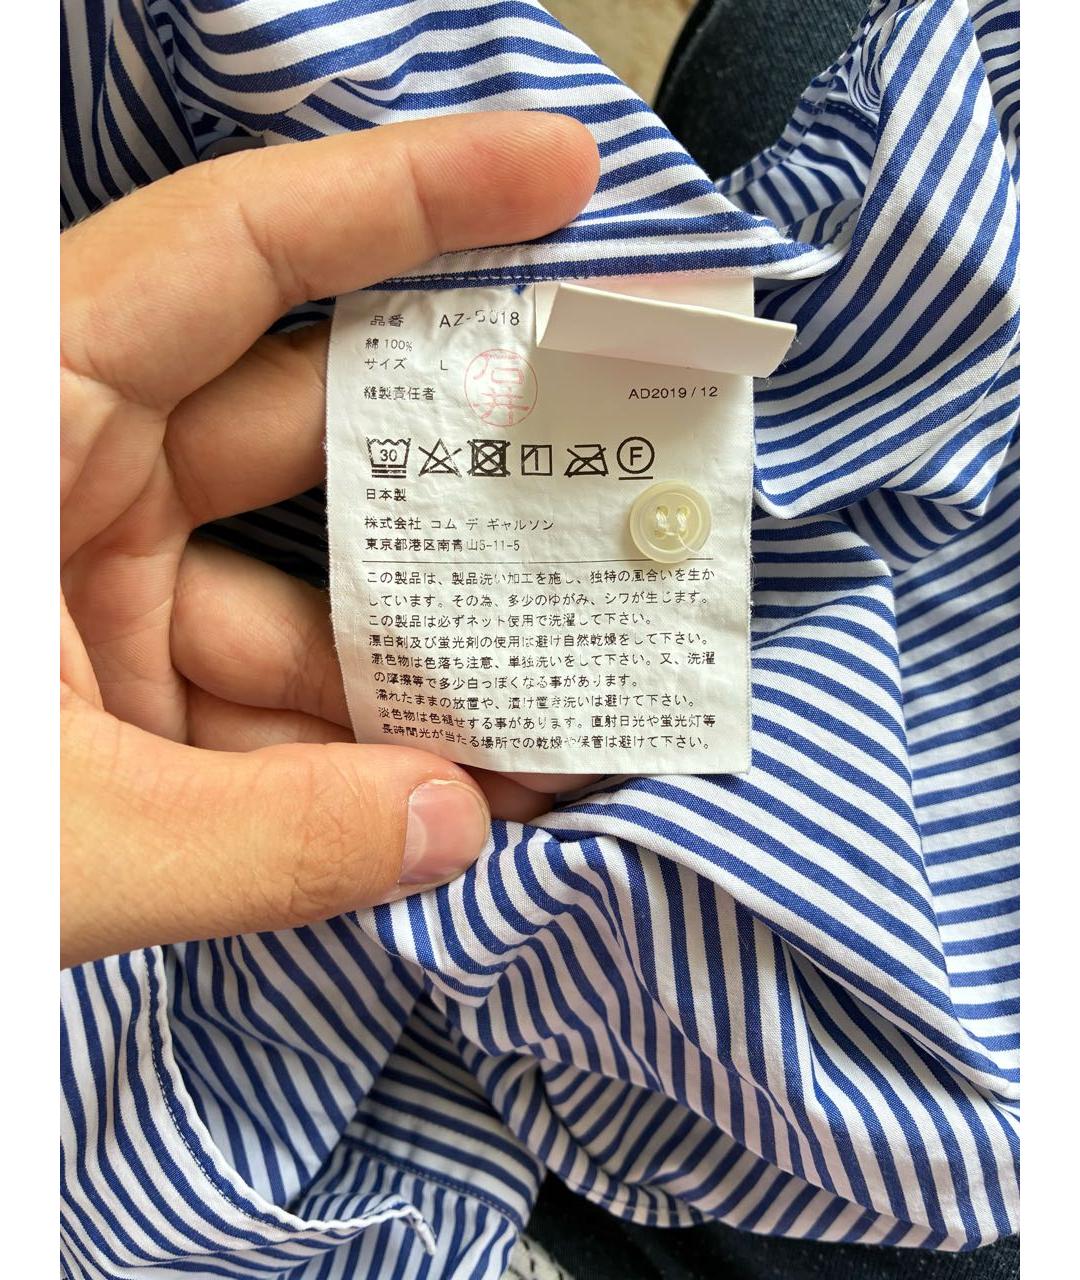 品番 AZ-5018
綿 100%
サイズ L
縫製責任者 石井 AD2019 / 12
30 F
日本製
株式会社 コム デ ギャルソン
東京都港区南青山5-11-5
この製品は、製品洗い加工を施し、独特の風合いを生か
しています。その為、多少のゆがみ、シワが生じます。
この製品は必ずネット使用で洗濯して下さい。
漂白剤及び蛍光剤の使用は避け自然乾燥をして下さい。
濃色物は色落ち注意、単独洗いをして下さい。又、洗濯
の摩擦等で多少白っぽくなる事があります。
濡れたままの放置や、漬け置き洗いは避けて下さい。
淡色物は色褪せする事があります。直射日光や蛍光灯等
長時間光が当たる場所での乾燥や保管は避けて下さい。